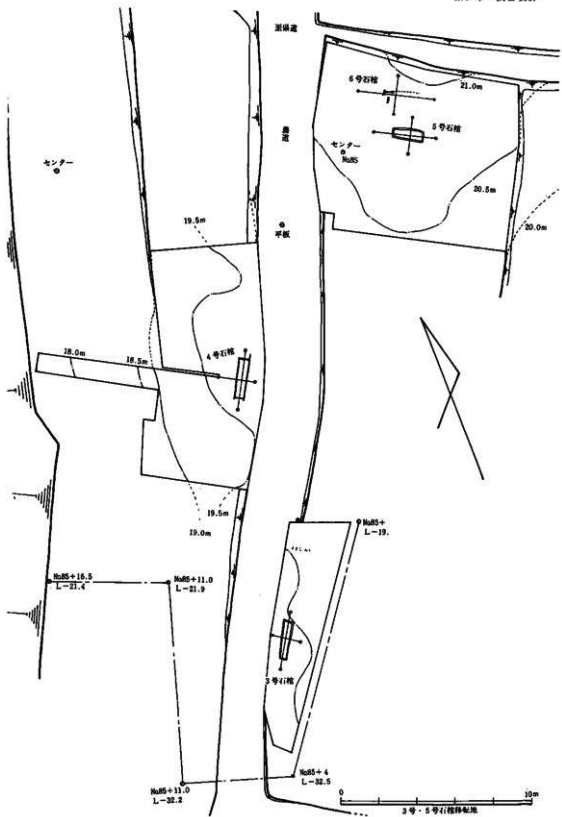 至県道
6号石棺
21.0m
5号石棺
農道
センター
センター
No85
20.5m
19.5m
平板
20.0m
4号石棺
18.0m
18.5m
19.5m
19.0m
No85+
L-19.
No85+16.5
L-21.4
No85+11.0
L-21.9
3号石棺
No85+4
L-32.5
No85+11.0
L-32.2
0
10m
3号・5号石棺移転地